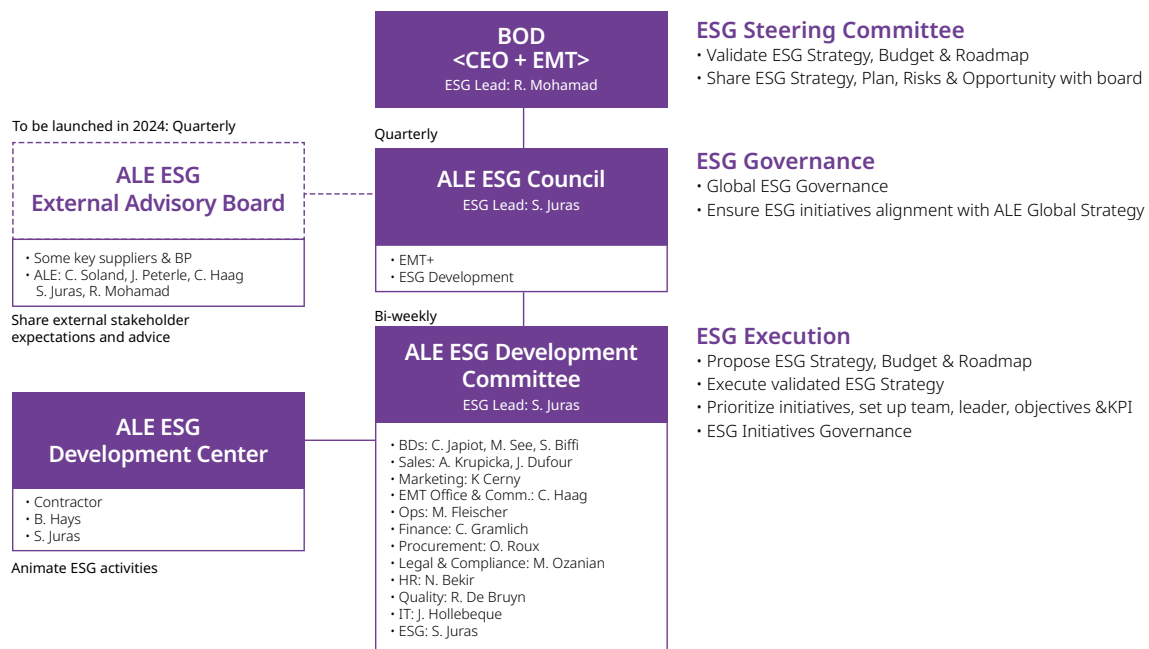 BOD
<CEO + EMT>
ESG Lead: R. Mohamad
ESG Steering Committee
• Validate ESG Strategy, Budget & Roadmap
• Share ESG Strategy, Plan, Risks & Opportunity with board
To be launched in 2024: Quarterly
ALE ESG
External Advisory Board
• Some key suppliers & BP
• ALE: C. Soland, J. Peterle, C. Haag
S. Juras, R. Mohamad
Share external stakeholder
expectations and advice
Quarterly
ALE ESG Council
ESG Lead: S. Juras
• EMT+
• ESG Development
ESG Governance
• Global ESG Governance
• Ensure ESG initiatives alignment with ALE Global Strategy
Bi-weekly
ALE ESG Development
Committee
ESG Lead: S. Juras
• BDs: C. Japiot, M. See, S. Biffi
• Sales: A. Krupicka, J. Dufour
• Marketing: K Cerny
• EMT Office & Comm.: C. Haag
• Ops: M. Fleischer
• Finance: C. Gramlich
• Procurement: O. Roux
• Legal & Compliance: M. Ozanian
• HR: N. Bekir
• Quality: R. De Bruyn
• IT: J. Hollebeque
• ESG: S. Juras
ESG Execution
• Propose ESG Strategy, Budget & Roadmap
• Execute validated ESG Strategy
• Prioritize initiatives, set up team, leader, objectives &KPI
• ESG Initiatives Governance
ALE ESG
Development Center
• Contractor
• B. Hays
• S. Juras
Animate ESG activities